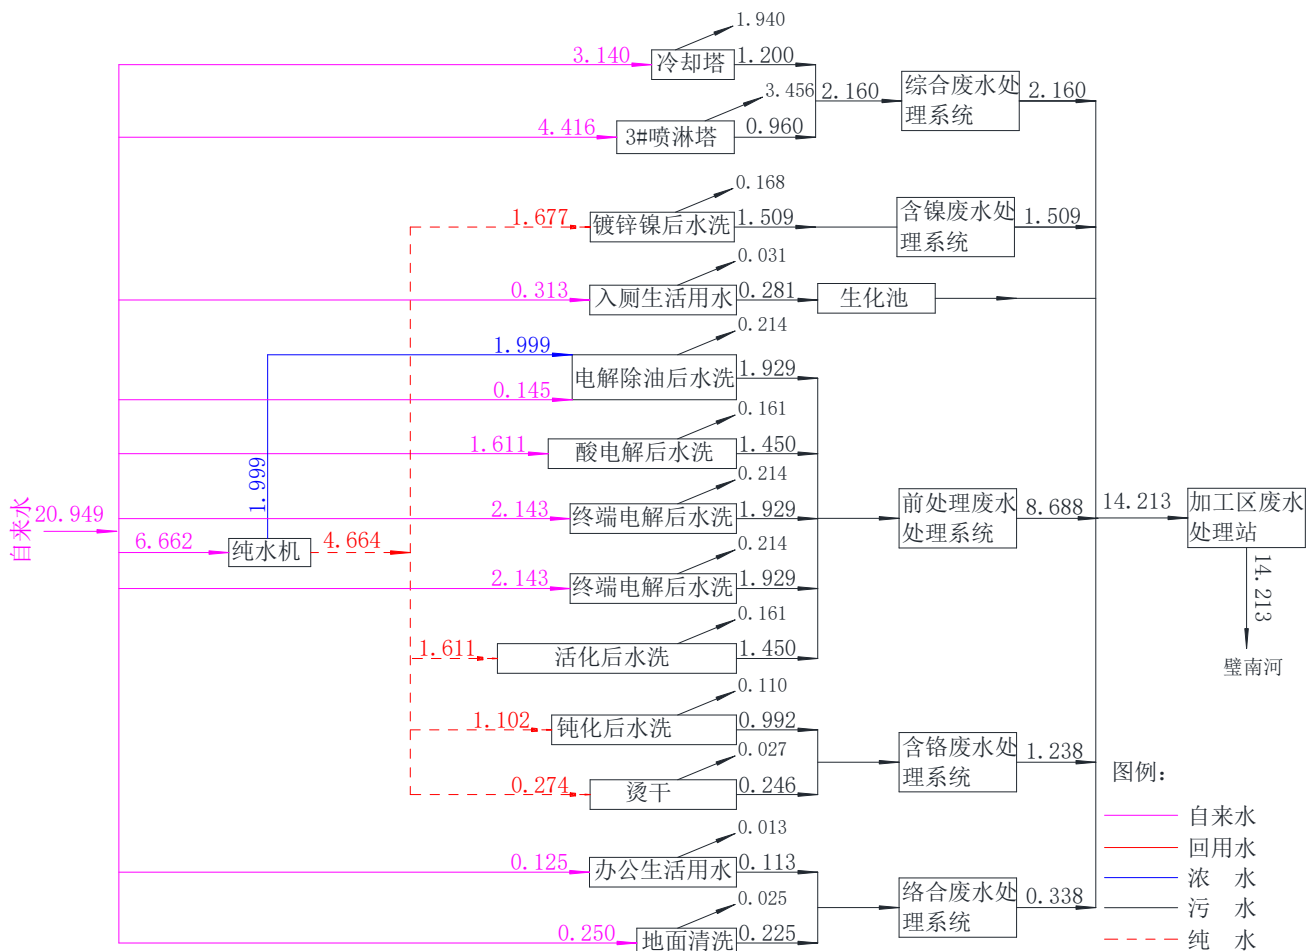 1.940
3.140
冷却塔
1.200
3.456
2.160
综合废水处
理系统
2.160
4.416
3#喷淋塔
0.960
0.168
1.677
镀锌镍后水洗
1.509
含镍废水处
理系统
1.509
0.031
0.313
入厕生活用水
0.281
生化池
0.214
1.999
电解除油后水洗
1.929
0.145
0.161
1.611
酸电解后水洗
1.450
1.999
0.214
自来水
20.949
2.143
终端电解后水洗
1.929
前处理废水
处理系统
8.688
14.213
加工区废水
处理站
6.662
纯水机
4.664
0.214
2.143
终端电解后水洗
1.929
14.213
0.161
1.611
活化后水洗
1.450
璧南河
0.110
1.102
钝化后水洗
0.992
0.027
含铬废水处
理系统
1.238
0.274
烫干
0.246
0.013
0.125
办公生活用水
0.113
0.025
络合废水处
理系统
0.338
0.250
地面清洗
0.225
图例：
自来水
回用水
浓 水
污 水
纯 水